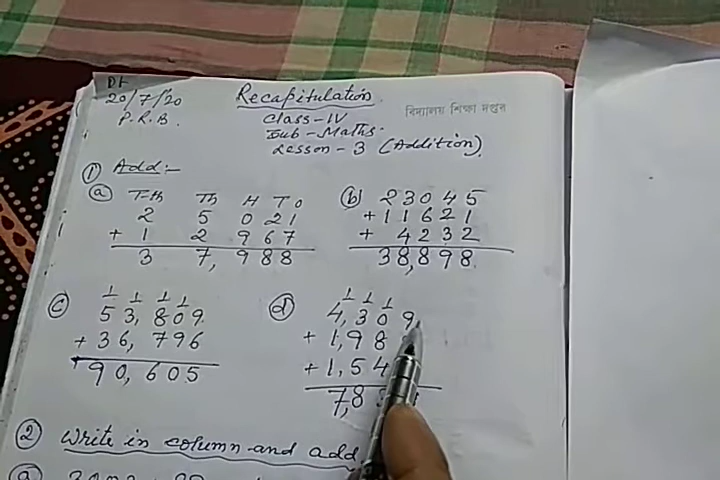 Dt
20/7/20
P.R.B.
Recapitulation
বিদ্যালয় শিক্ষা দপ্তর
Class-IV
Sub-Maths.
Lesson-3 (Addition).
① Add:-
ⓐ T-Th Th H T O
2 5 0 2 1
+ 1 2 9 6 7
3 7,9 8 8
ⓑ 2 3 0 4 5
+ 1 1 6 2 1
+ 4 2 3 2
3 8,8 9 8
ⓒ 1 1 1 1
5 3,8 0 9
+ 3 6,7 9 6
9 0,6 0 5
ⓓ 1 1 1
4,3 0 9
+ 1,9 8
+ 1,5 4
7,8
② Write in column and add.
ⓐ